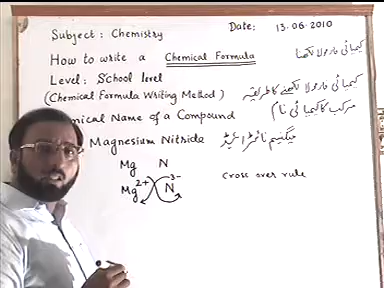 Subject: Chemistry Date: 13.06.2010
How to write a Chemical Formula کیمیائی فارمولا لکھنا
Level: School level
(Chemical Formula Writing Method) کیمیائی فارمولا لکھنے کا طریقہ
mical Name of a Compound مرکب کا کیمیائی نام
Magnesium Nitride میگنیشیم نائٹرائیڈ
Mg N
Mg2+ N3- cross over rule